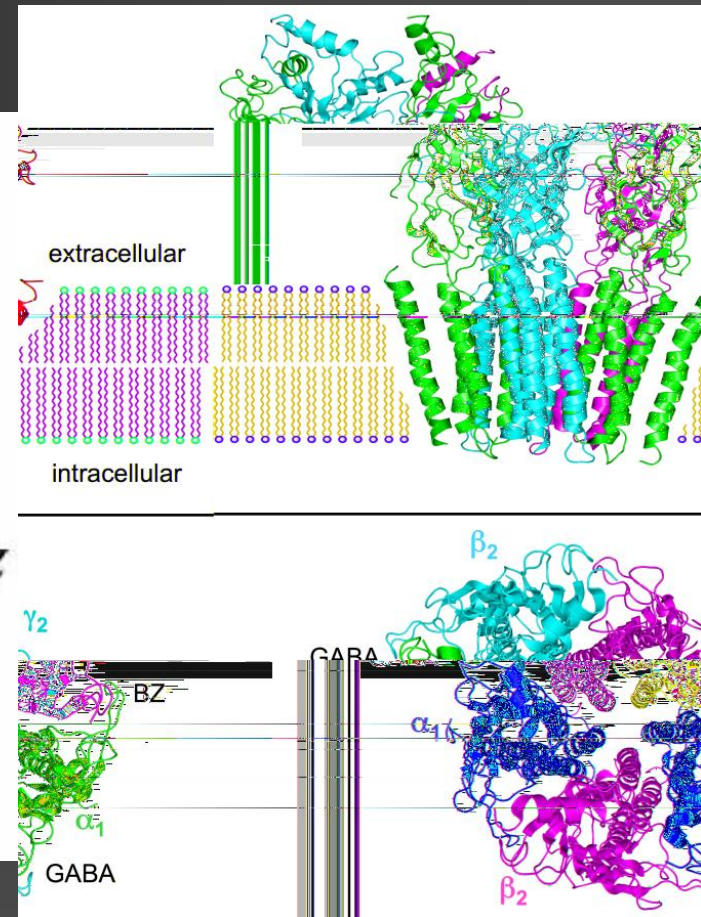 extracellular
intracellular
β₂
γ₂
GABA
BZ
α₁
α₁
GABA
β₂